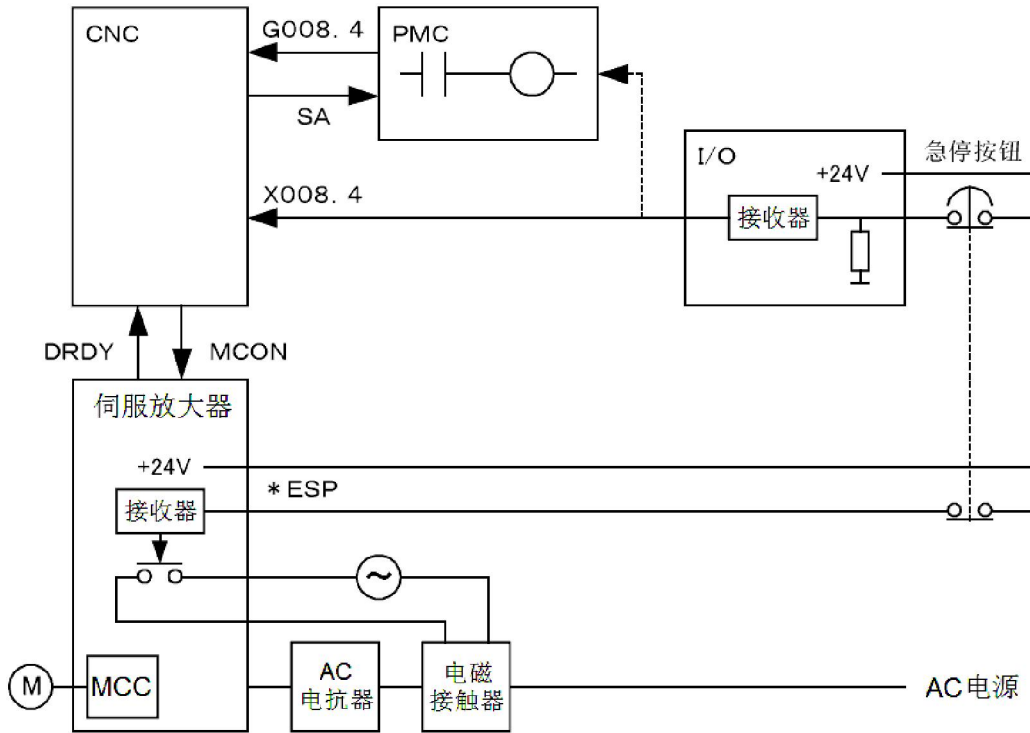 CNC
G008. 4
PMC
SA
I/O
急停按钮
+24V
X008. 4
接收器
DRDY
MCON
伺服放大器
+24V
*ESP
接收器
~
M
MCC
AC
电抗器
电磁
接触器
AC电源